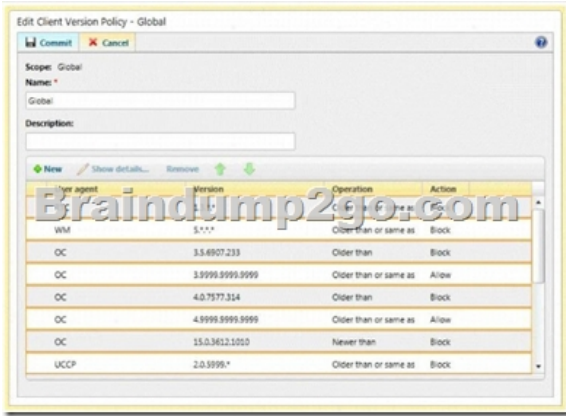 Edit Client Version Policy - Global
Commit Cancel
Scope: Global
Name: *
Global
Description:
New Show details... Remove
User agent Version Operation Action
Braindump2go.com
WM 5.*.*.* Older than or same as Block
OC 3.5.6907.233 Older than Block
OC 3.9999.9999.9999 Older than or same as Allow
OC 4.0.7577.314 Older than Block
OC 4.9999.9999.9999 Older than or same as Allow
OC 15.0.3612.1010 Newer than Block
UCCP 2.0.5999.* Older than or same as Block